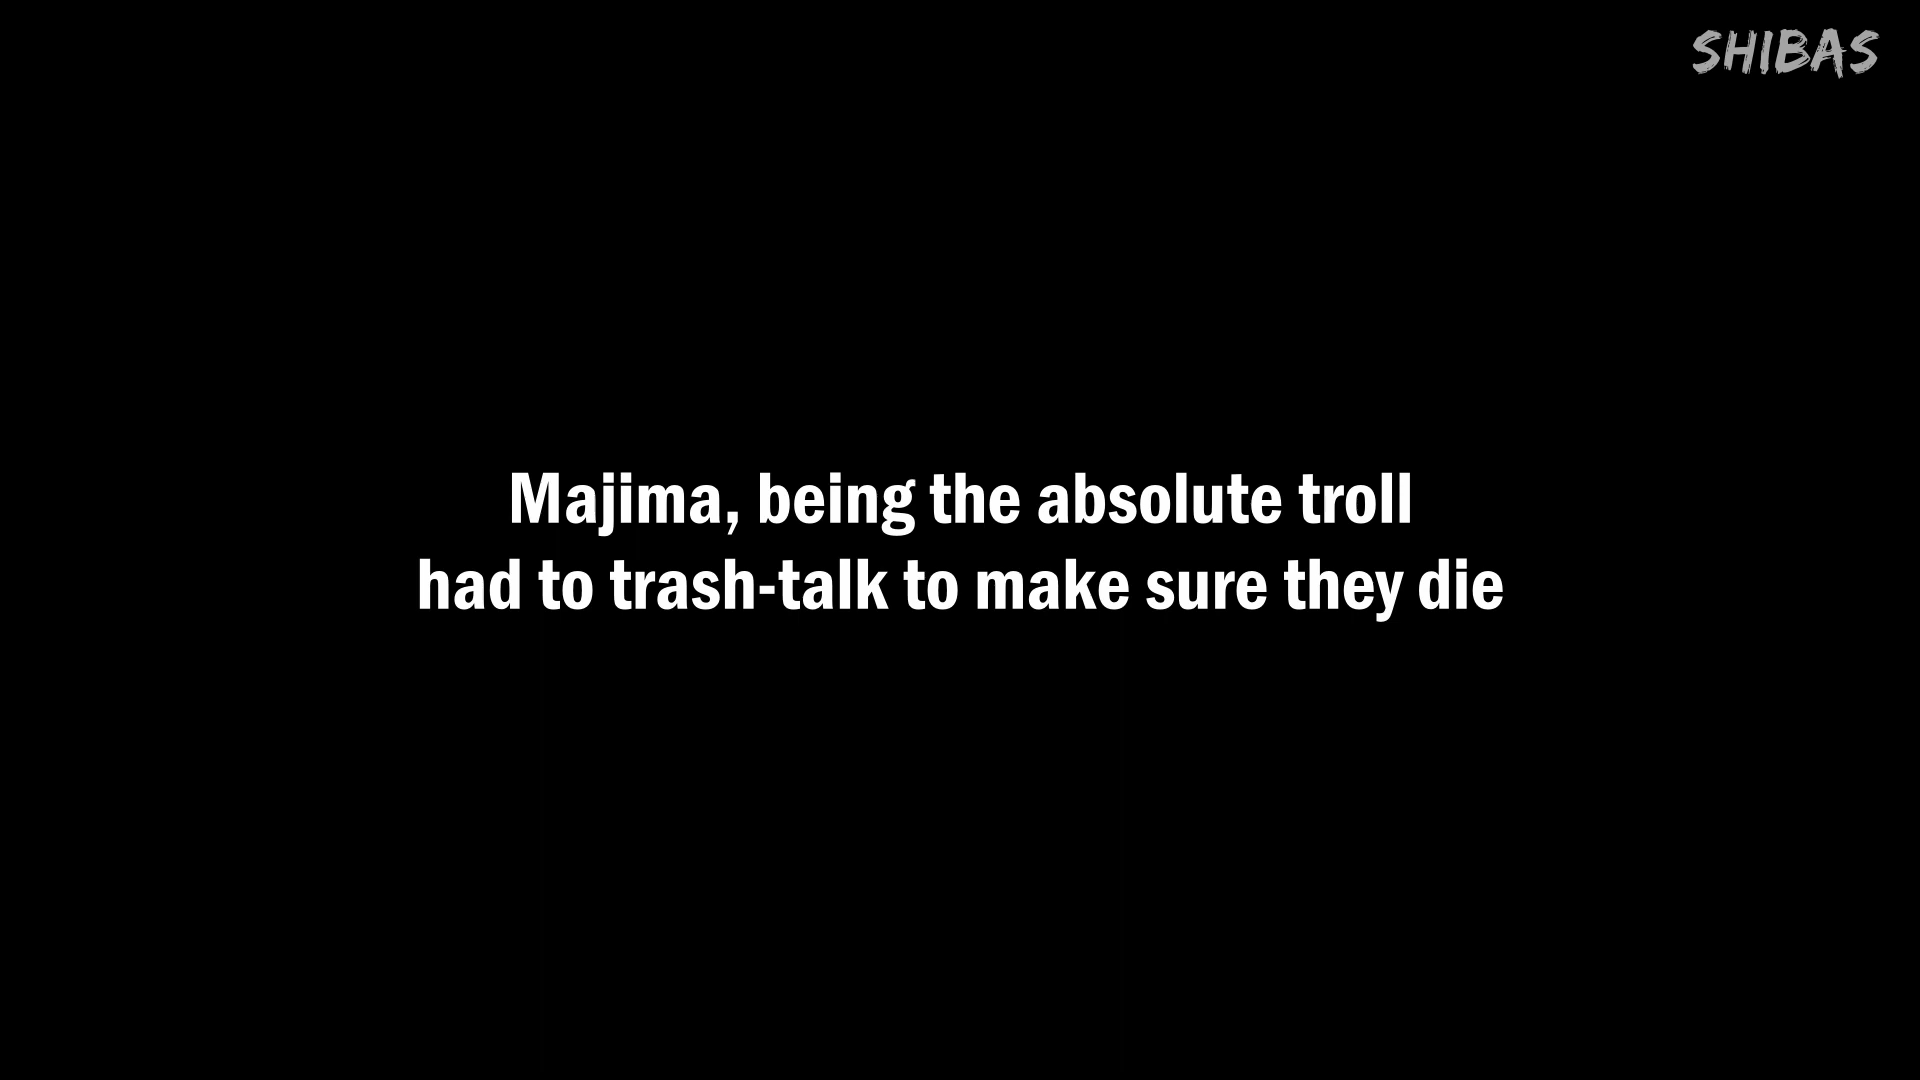 SHIBAS
Majima, being the absolute troll
had to trash-talk to make sure they die